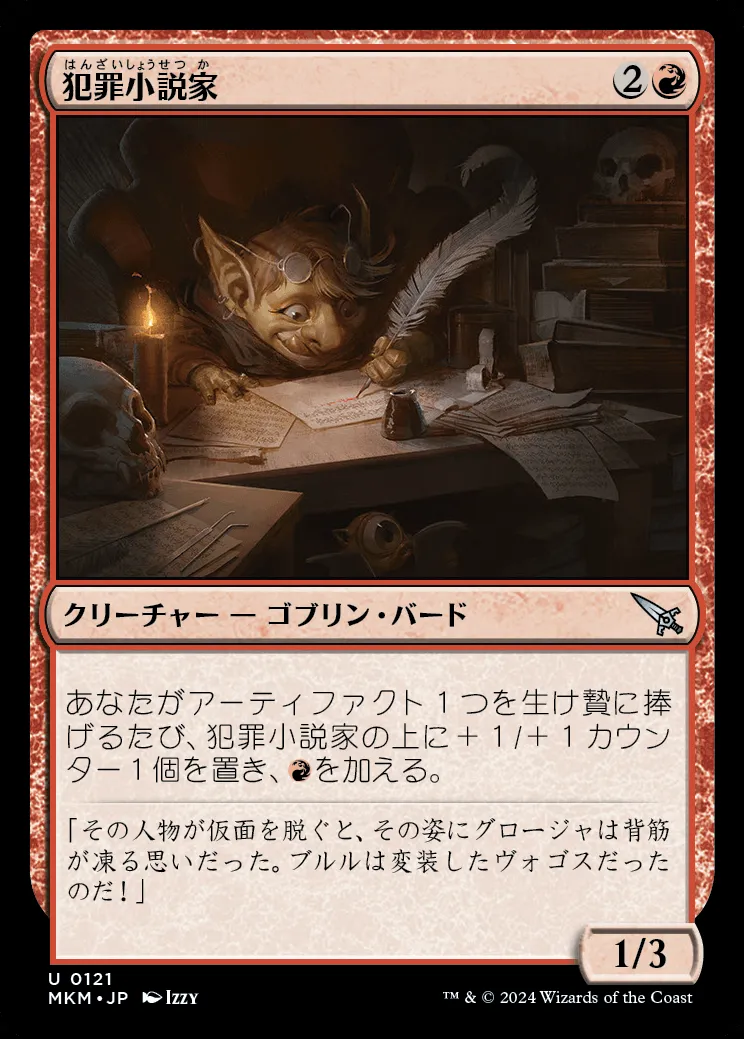 はんざいしょうせつか
犯罪小説家
2
クリーチャー — ゴブリン・バード
あなたがアーティファクト1つを生け贄に捧
げるたび、犯罪小説家の上に+1/+1カウン
ター1個を置き、を加える。
「その人物が仮面を脱ぐと、その姿にグロージャは背筋
が凍る思いだった。ブルルは変装したヴォゴスだった
のだ!」
1/3
U 0121
MKM•JP Izzy
™ & © 2024 Wizards of the Coast